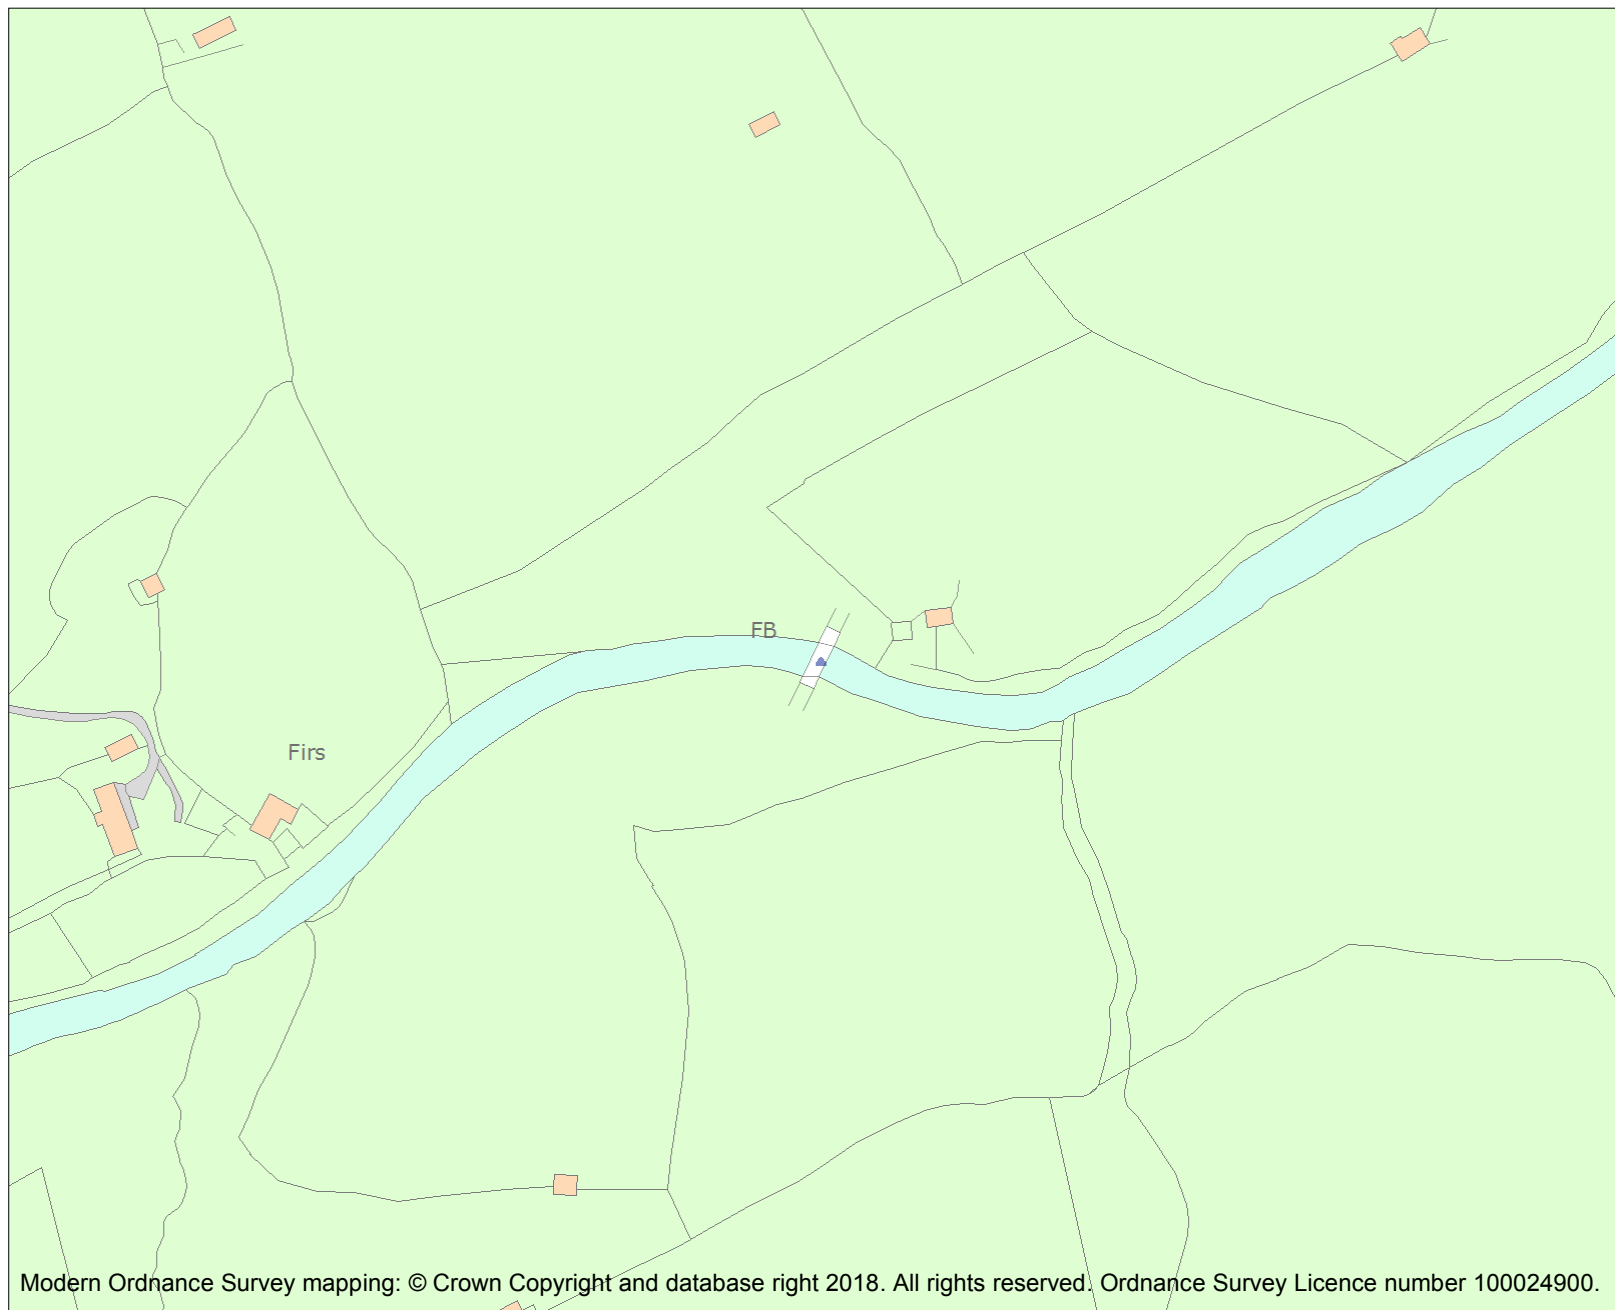 FB
Firs
Modern Ordnance Survey mapping: © Crown Copyright and database right 2018. All rights reserved. Ordnance Survey Licence number 100024900.